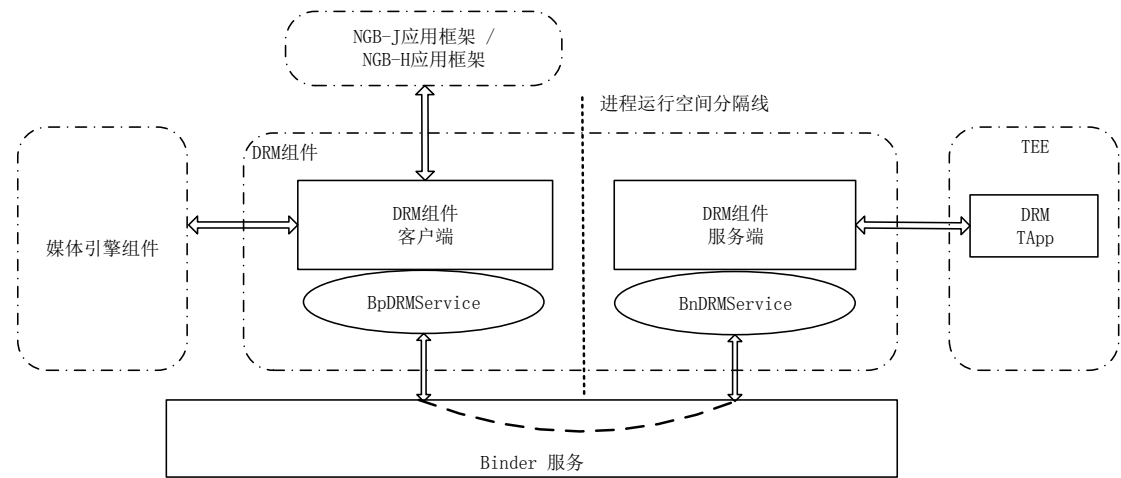 NGB-J应用框架 /
NGB-H应用框架
进程运行空间分隔线
DRM组件
TEE
媒体引擎组件
DRM组件
客户端
DRM组件
服务端
DRM
TApp
BpDRMService
BnDRMService
Binder 服务